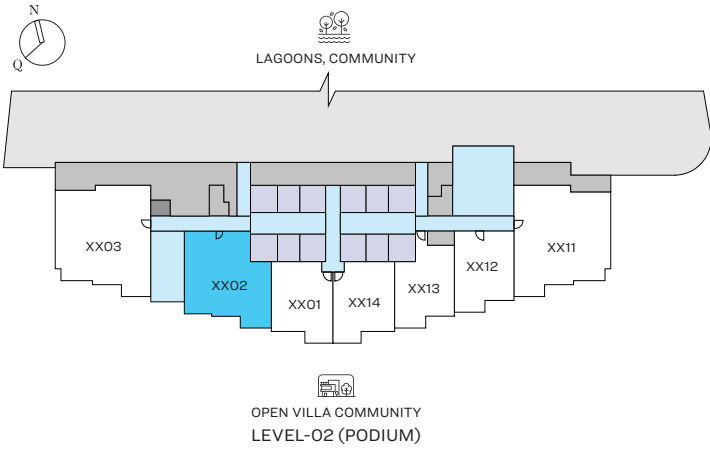 N
Q
LAGOONS, COMMUNITY
XX03
XX11
XX12
XX02
XX13
XX01
XX14
OPEN VILLA COMMUNITY
LEVEL-02 (PODIUM)